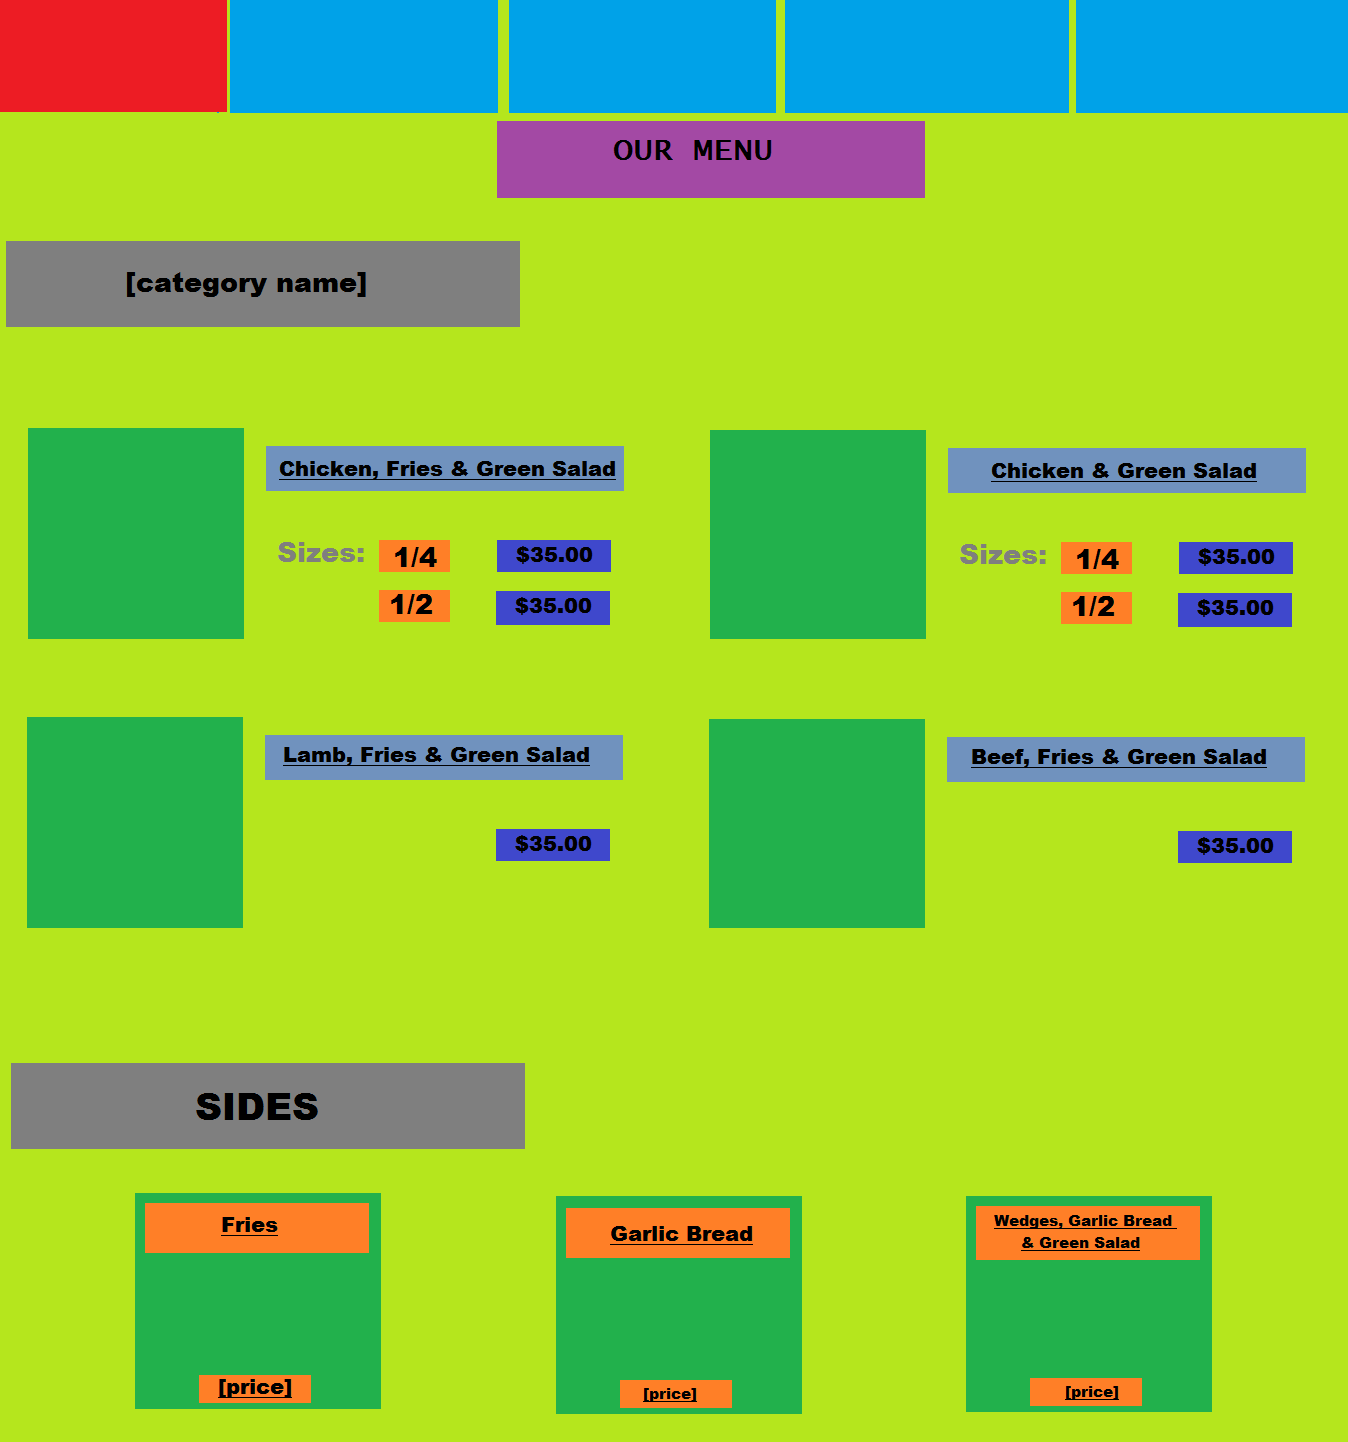 OUR MENU
[category name]
Chicken, Fries & Green Salad
Sizes: 1/4 $35.00
1/2 $35.00
Chicken & Green Salad
Sizes: 1/4 $35.00
1/2 $35.00
Lamb, Fries & Green Salad
$35.00
Beef, Fries & Green Salad
$35.00
SIDES
Fries
[price]
Garlic Bread
[price]
Wedges, Garlic Bread
& Green Salad
[price]